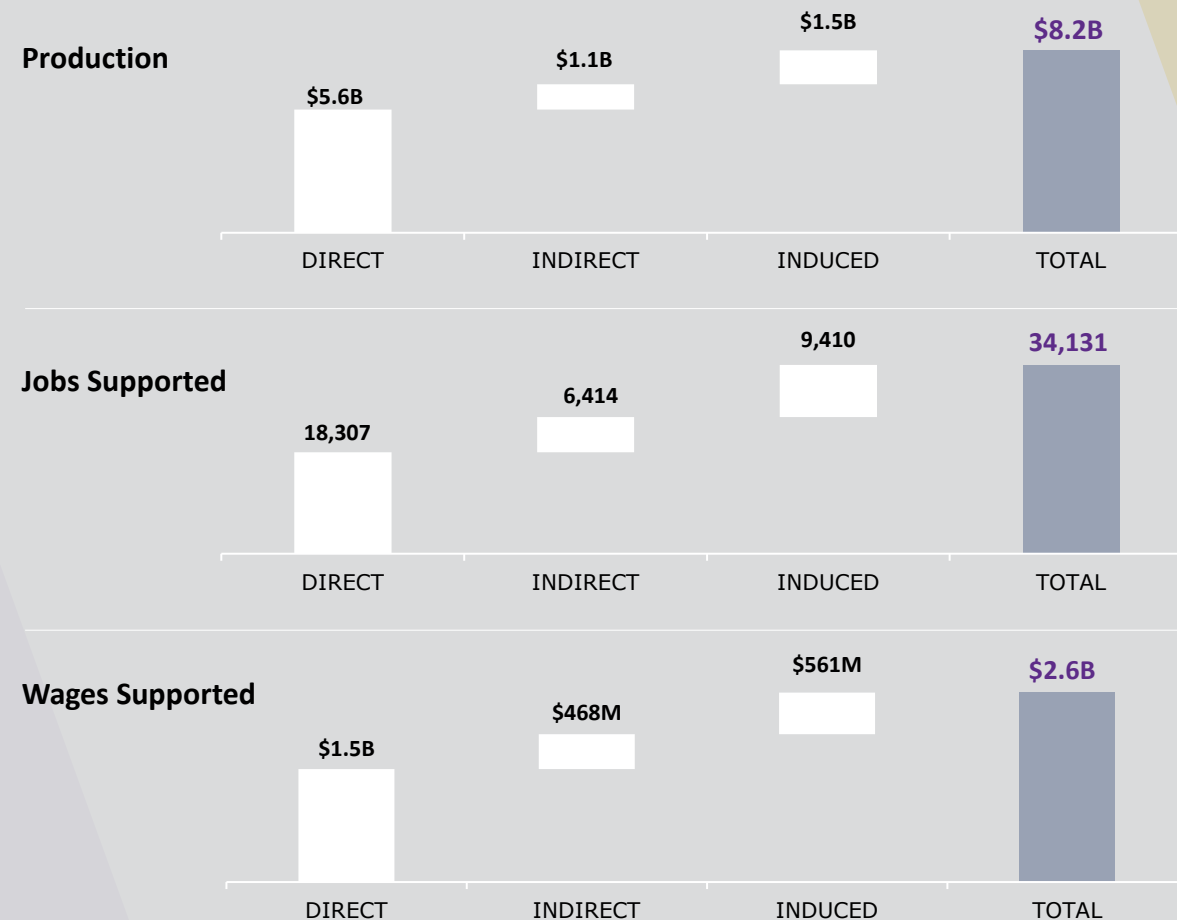 Production
$5.6B
$1.1B
$1.5B
$8.2B
DIRECT INDIRECT INDUCED TOTAL
Jobs Supported
18,307
6,414
9,410
34,131
DIRECT INDIRECT INDUCED TOTAL
Wages Supported
$1.5B
$468M
$561M
$2.6B
DIRECT INDIRECT INDUCED TOTAL